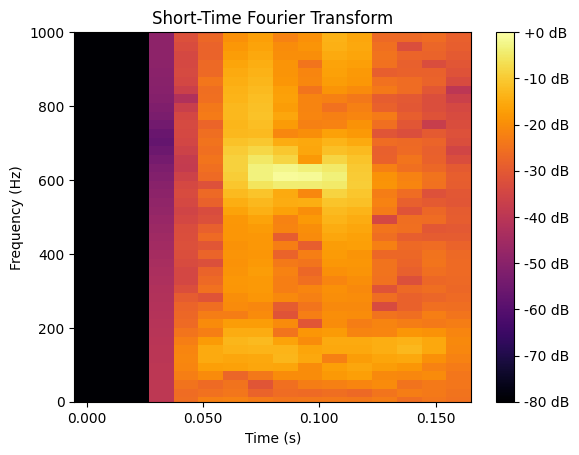 Short-Time Fourier Transform
1000
800
600
400
200
0
Frequency (Hz)
0.000
0.050
0.100
0.150
Time (s)
+0 dB
-10 dB
-20 dB
-30 dB
-40 dB
-50 dB
-60 dB
-70 dB
-80 dB